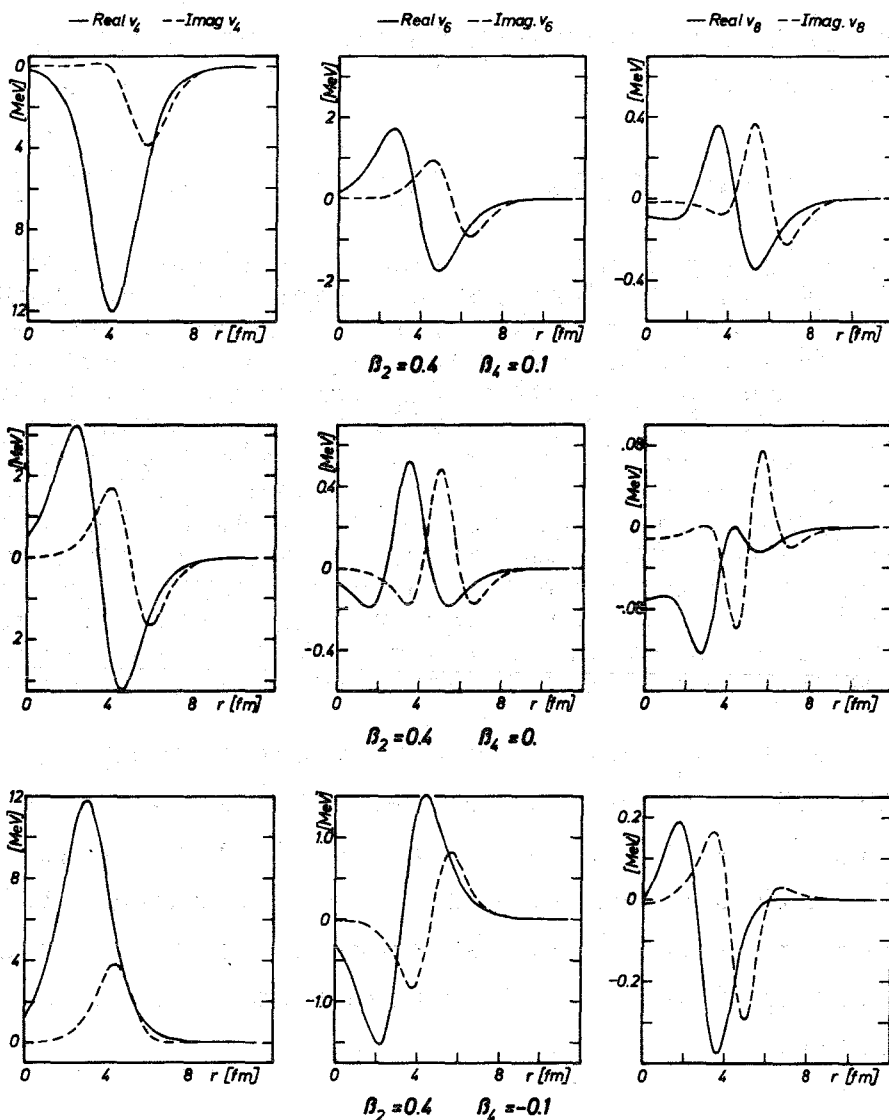 — Real v₄ --- Imag v₄
— Real v₆ --- Imag. v₆
— Real v₈ --- Imag. v₈
[MeV]
0
4
8
12
0 4 8 r [fm]
[MeV]
2
0
-2
0 4 8 r [fm]
[MeV]
0.4
0
-0.4
0 4 8 r [fm]
β₂=0.4 β₄=0.1
[MeV]
2
0
2
0 4 8 r [fm]
[MeV]
0.4
0
-0.4
0 4 8 r [fm]
[MeV]
.08
0
-.08
0 4 8 r [fm]
β₂=0.4 β₄=0.
[MeV]
12
8
4
0
0 4 8 r [fm]
[MeV]
1.0
0
-1.0
0 4 8 r [fm]
[MeV]
0.2
0
-0.2
0 4 8 r [fm]
β₂=0.4 β₄=-0.1